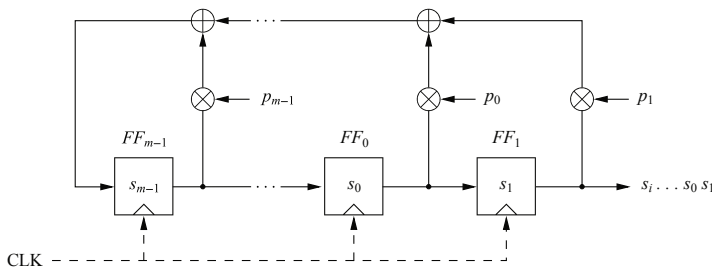 p_{m-1} p_0 p_1
FF_{m-1} FF_0 FF_1
s_{m-1} s_0 s_1 s_i . . . s_0 s_1
CLK